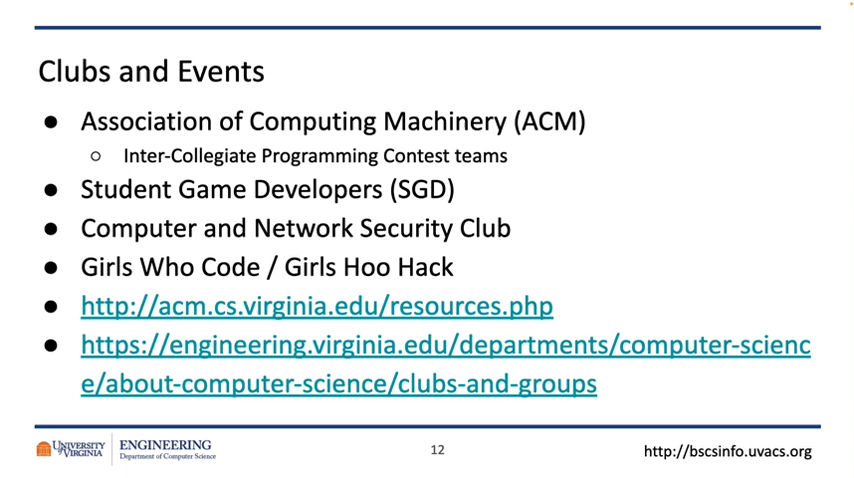 Clubs and Events
● Association of Computing Machinery (ACM)
○ Inter-Collegiate Programming Contest teams
● Student Game Developers (SGD)
● Computer and Network Security Club
● Girls Who Code / Girls Hoo Hack
● http://acm.cs.virginia.edu/resources.php
● https://engineering.virginia.edu/departments/computer-scienc
e/about-computer-science/clubs-and-groups
UNIVERSITY
of VIRGINIA
ENGINEERING
Department of Computer Science
12
http://bscsinfo.uvacs.org